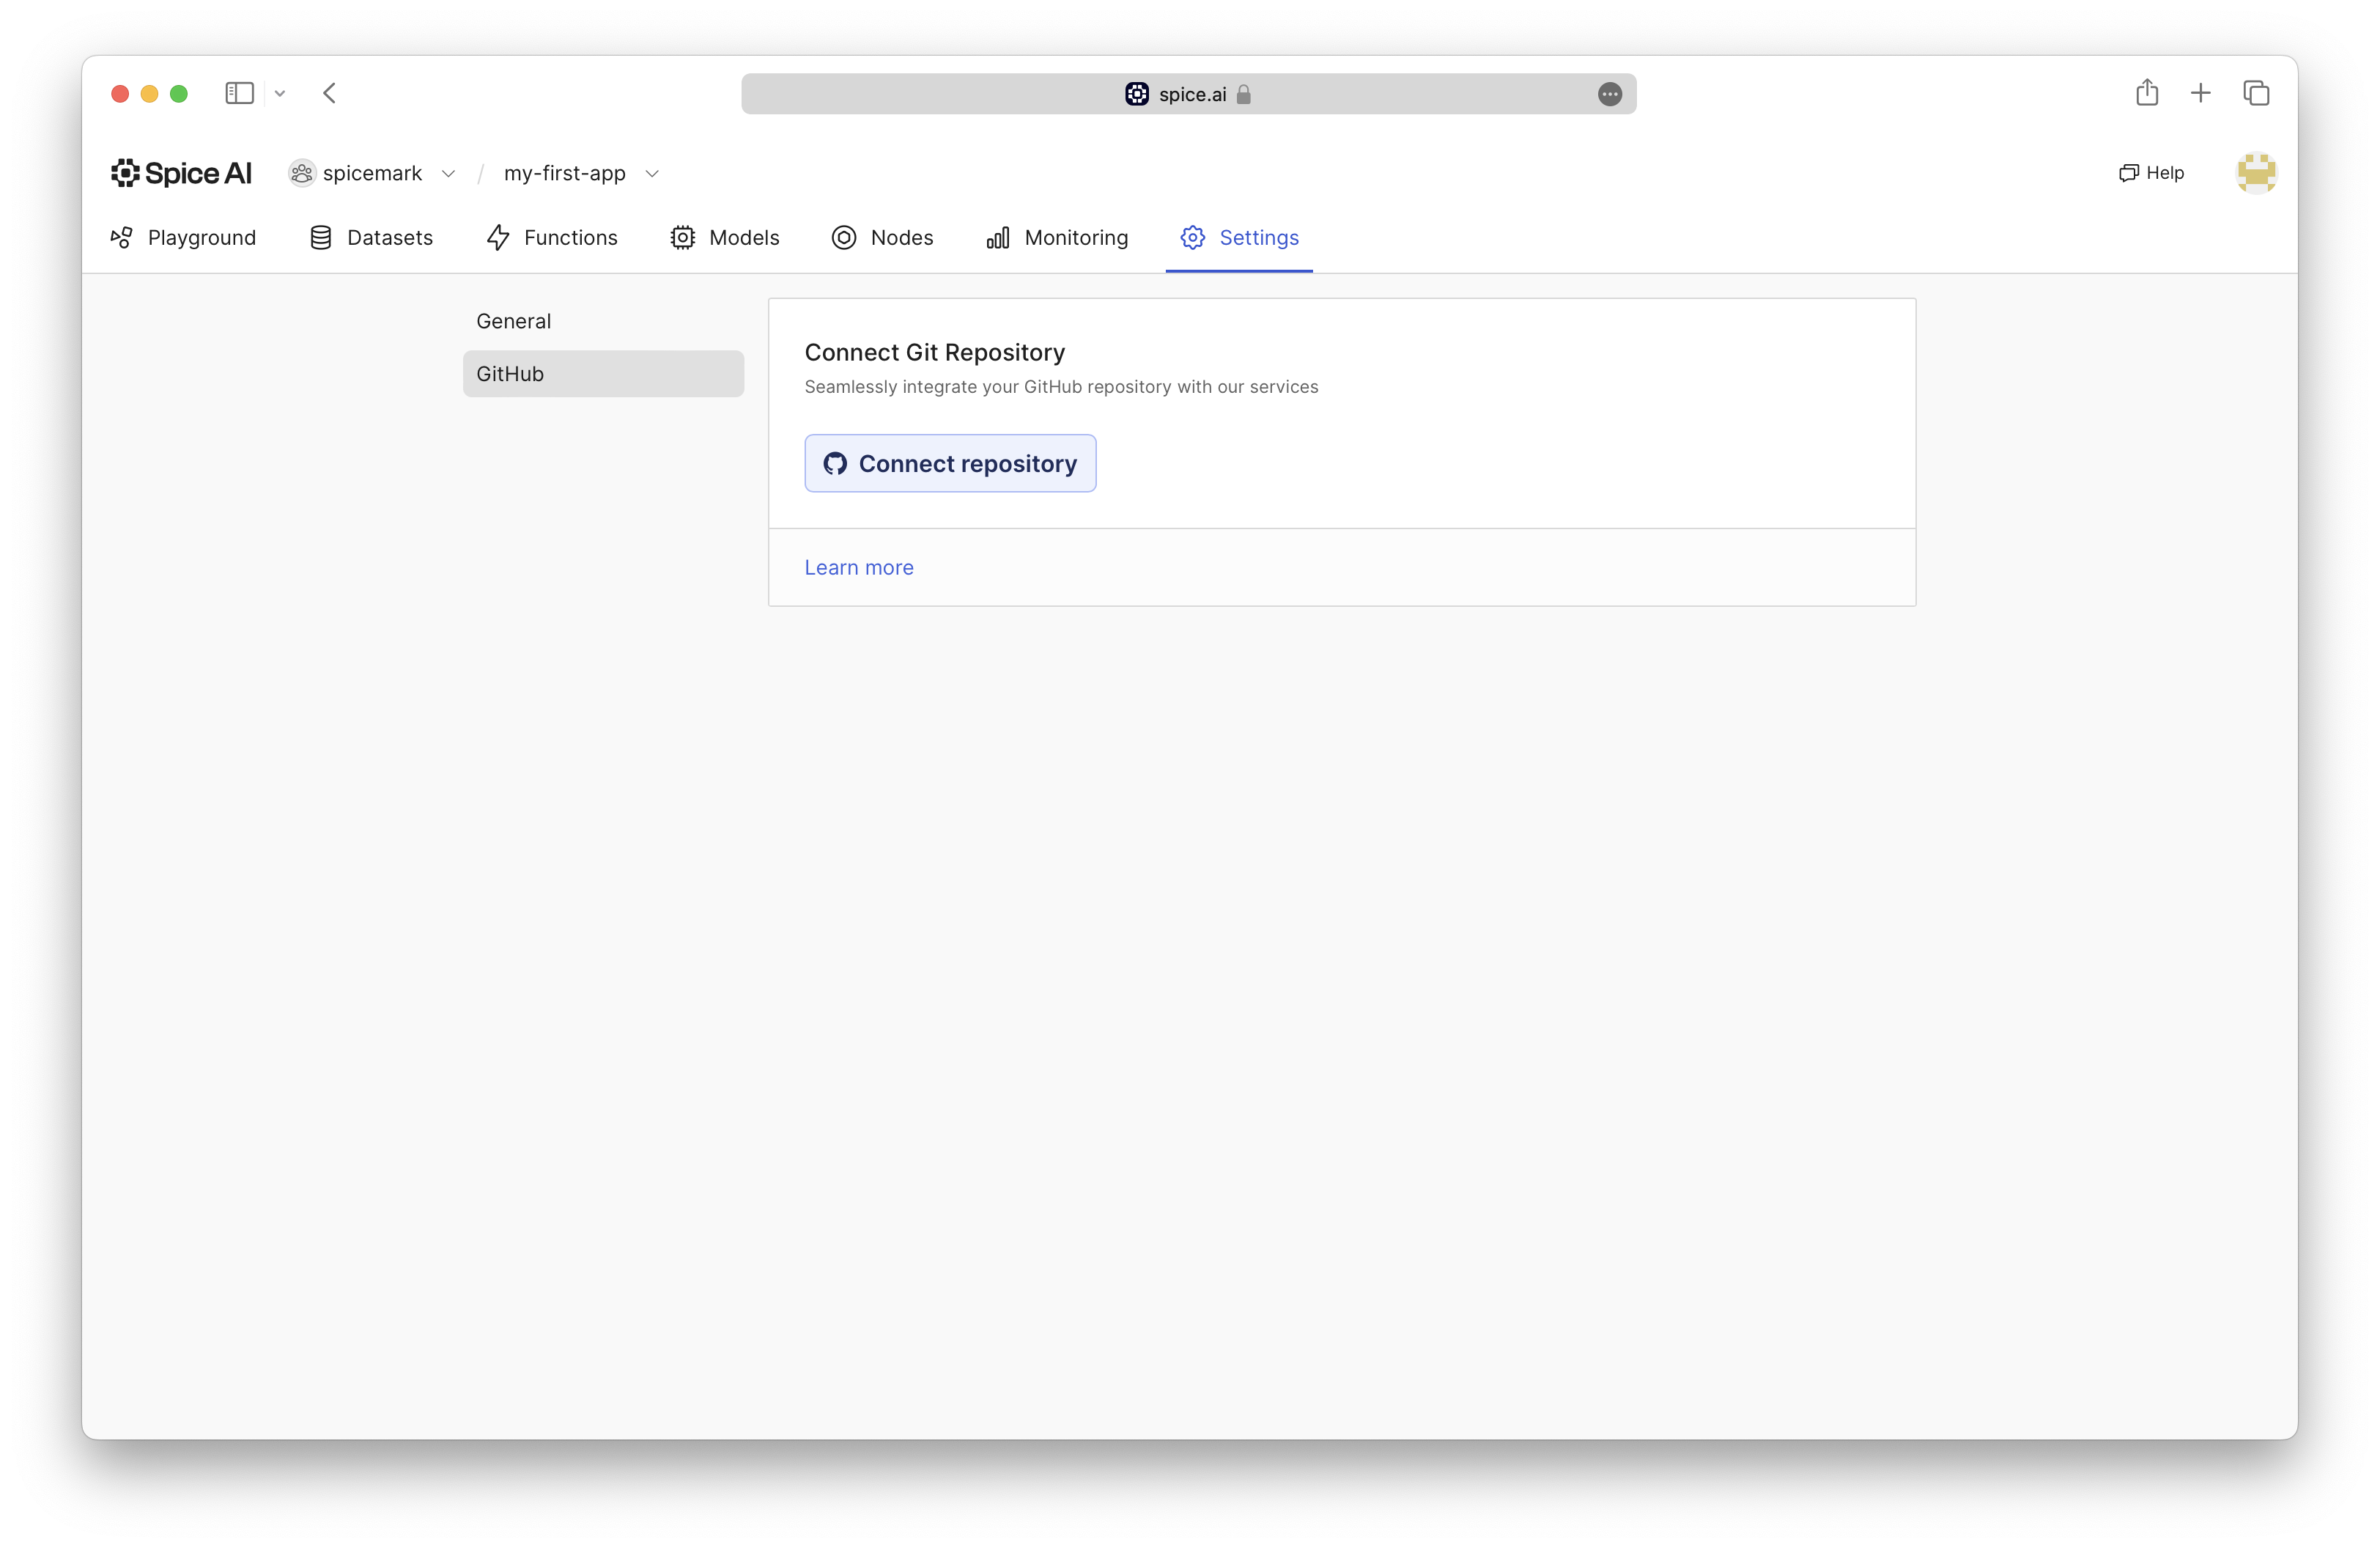 spice.ai
Spice AI spicemark / my-first-app Help
Playground Datasets Functions Models Nodes Monitoring Settings
General
GitHub
Connect Git Repository
Seamlessly integrate your GitHub repository with our services
Connect repository
Learn more